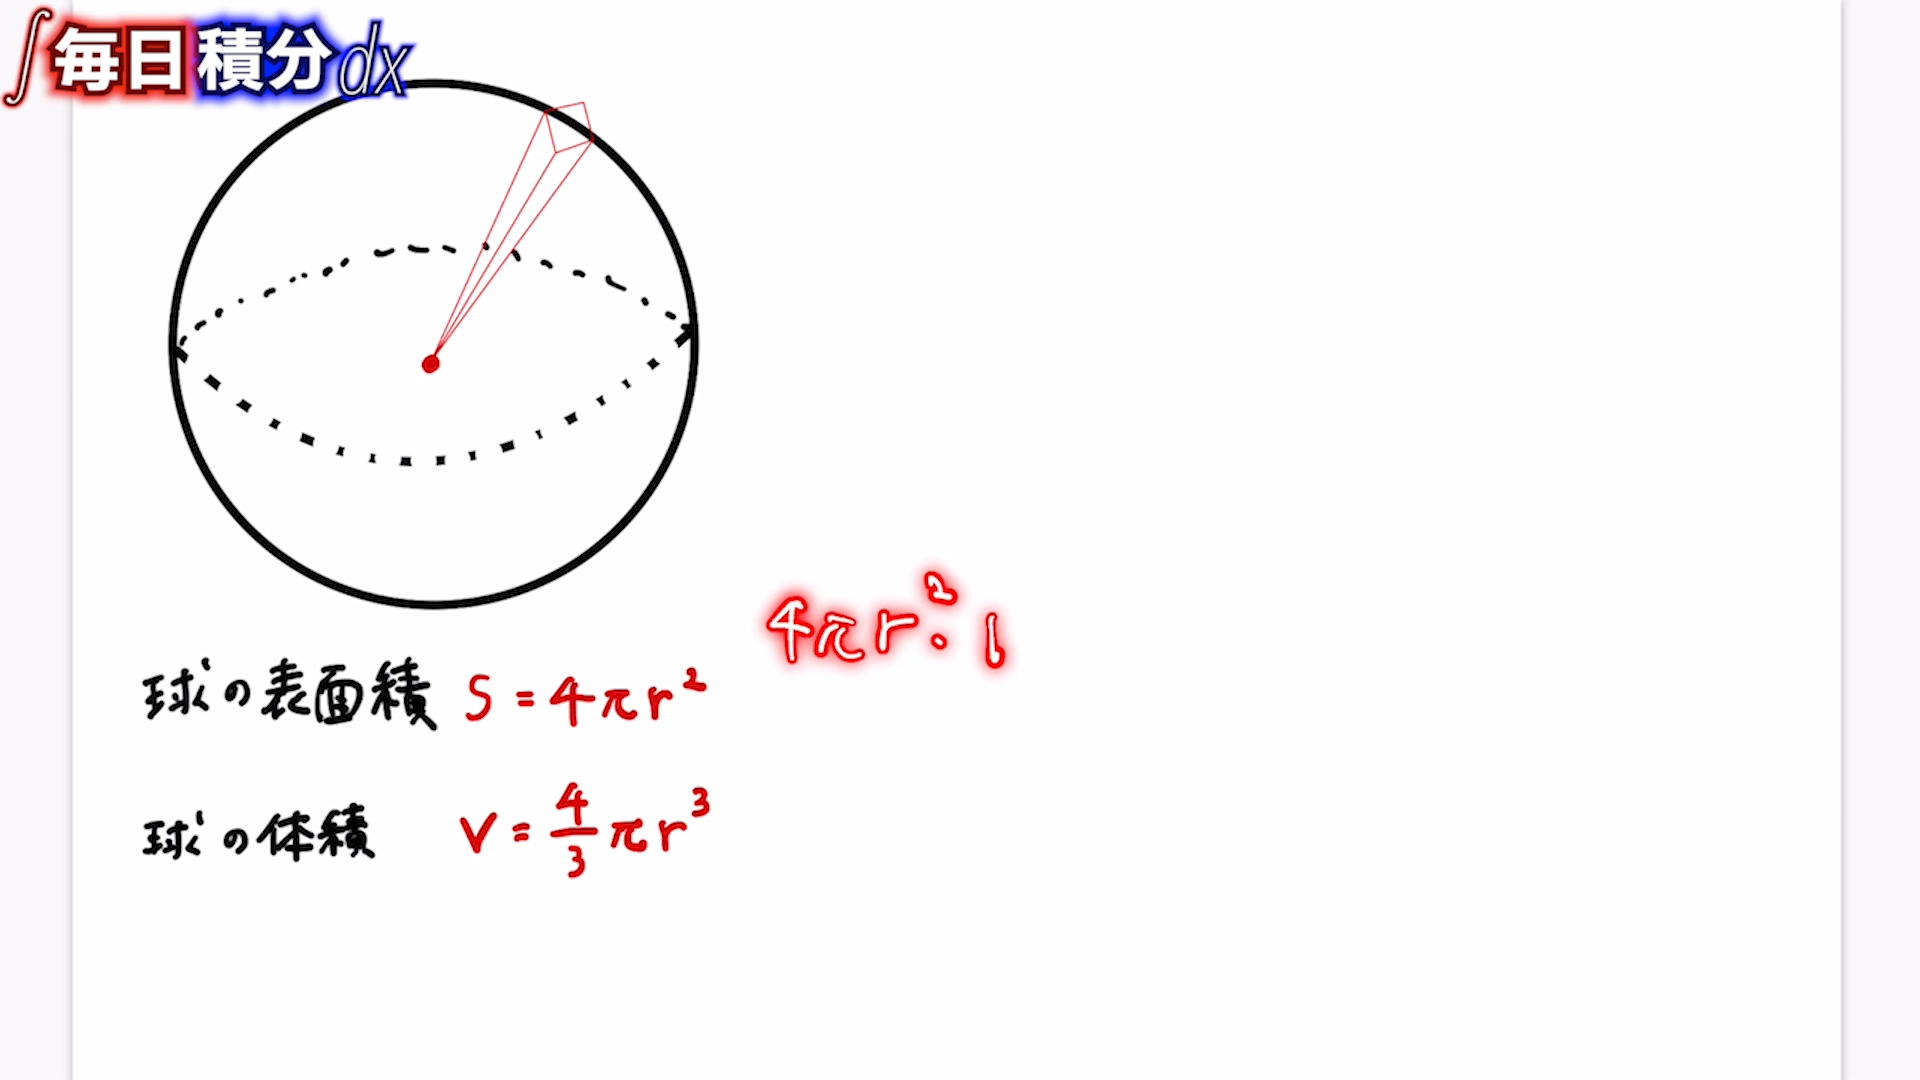 ∫毎日積分dx
4πr²・
球の表面積 S=4πr²
球の体積 V=4/3πr³